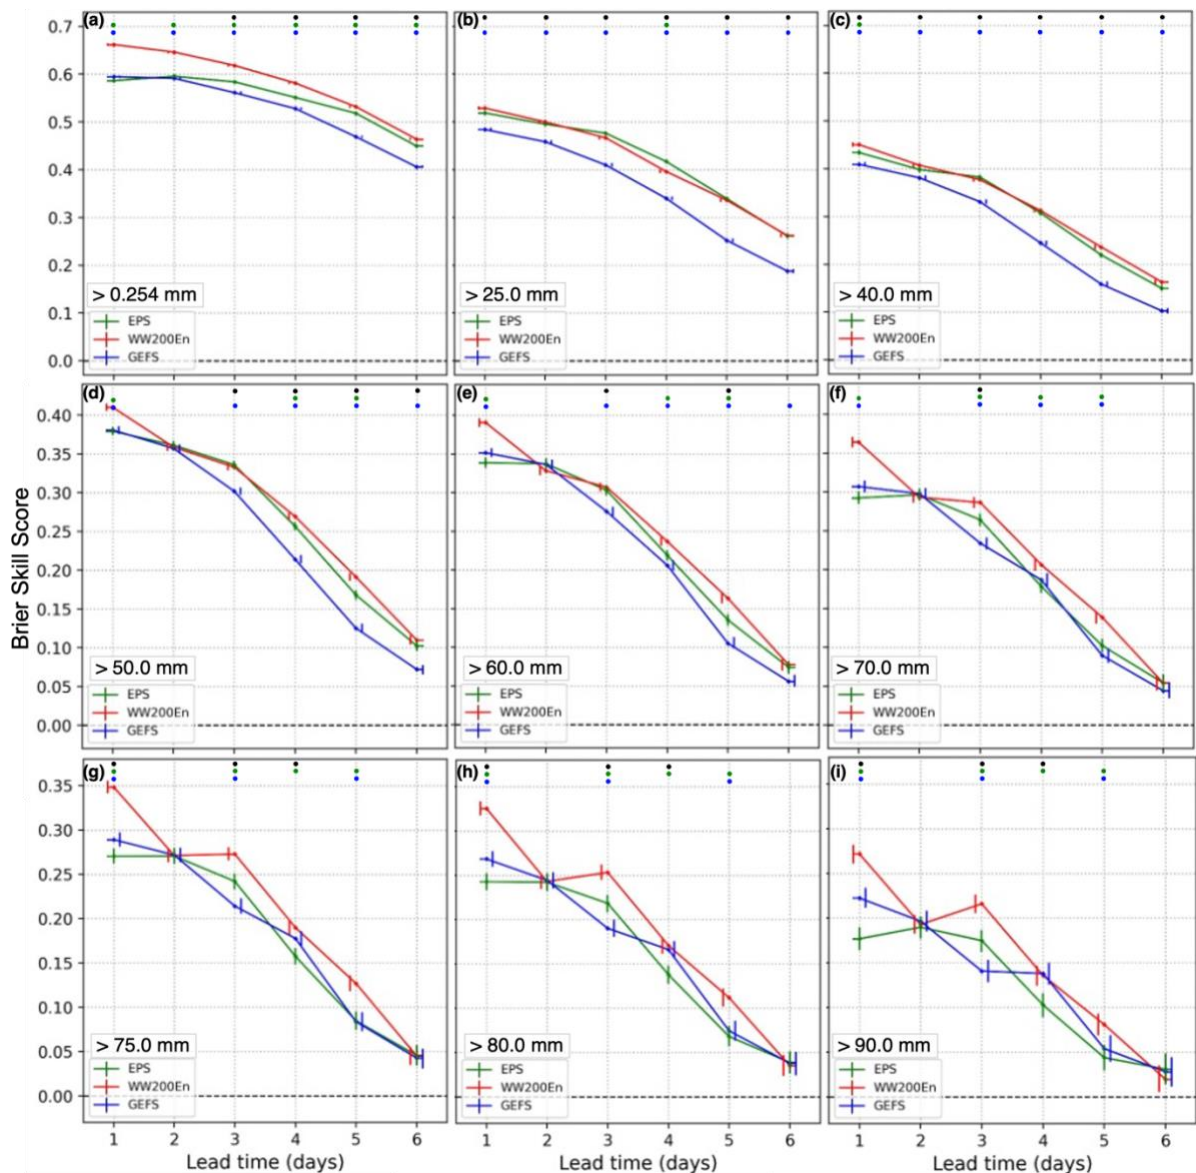 (a)
(b)
(c)
0.7
0.6
0.5
0.4
0.3
0.2
0.1
0.0
> 0.254 mm
EPS
WW200En
GEFS
> 25.0 mm
EPS
WW200En
GEFS
> 40.0 mm
EPS
WW200En
GEFS
Brier Skill Score
(d)
(e)
(f)
0.40
0.35
0.30
0.25
0.20
0.15
0.10
0.05
0.00
> 50.0 mm
EPS
WW200En
GEFS
> 60.0 mm
EPS
WW200En
GEFS
> 70.0 mm
EPS
WW200En
GEFS
(g)
(h)
(i)
0.35
0.30
0.25
0.20
0.15
0.10
0.05
0.00
> 75.0 mm
EPS
WW200En
GEFS
> 80.0 mm
EPS
WW200En
GEFS
> 90.0 mm
EPS
WW200En
GEFS
1 2 3 4 5 6
Lead time (days)
1 2 3 4 5 6
Lead time (days)
1 2 3 4 5 6
Lead time (days)